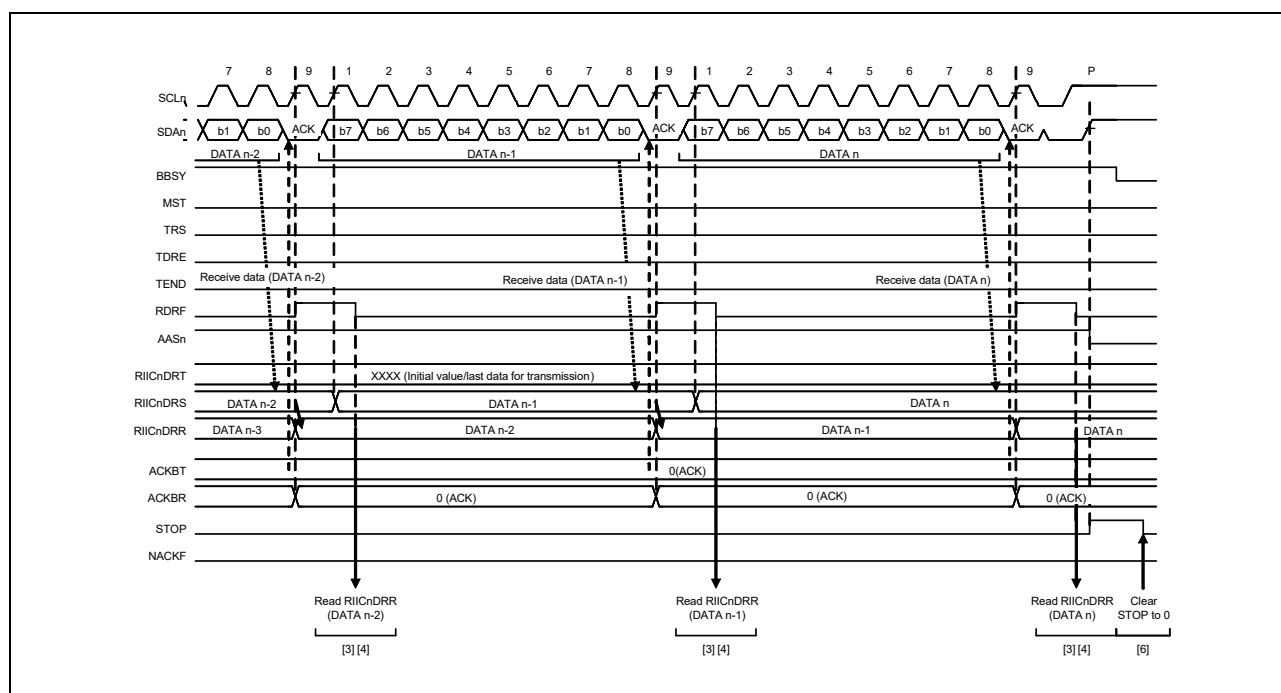 7 8 9 1 2 3 4 5 6 7 8 9 1 2 3 4 5 6 7 8 9 P
SCLn
SDAn b1 b0 ACK b7 b6 b5 b4 b3 b2 b1 b0 ACK b7 b6 b5 b4 b3 b2 b1 b0 ACK
DATA n-2 DATA n-1 DATA n
BBSY
MST
TRS
TDRE
Receive data (DATA n-2) Receive data (DATA n-1) Receive data (DATA n)
TEND
RDRF
AASn
RIICnDRT XXXX (Initial value/last data for transmission)
RIICnDRS DATA n-2 DATA n-1 DATA n
RIICnDRR DATA n-3 DATA n-2 DATA n-1 DATA n
ACKBT 0(ACK)
ACKBR 0 (ACK) 0 (ACK) 0 (ACK)
STOP
NACKF
Read RIICnDRR Read RIICnDRR Read RIICnDRR Clear
(DATA n-2) (DATA n-1) (DATA n) STOP to 0
[3] [4] [3] [4] [3] [4] [6]